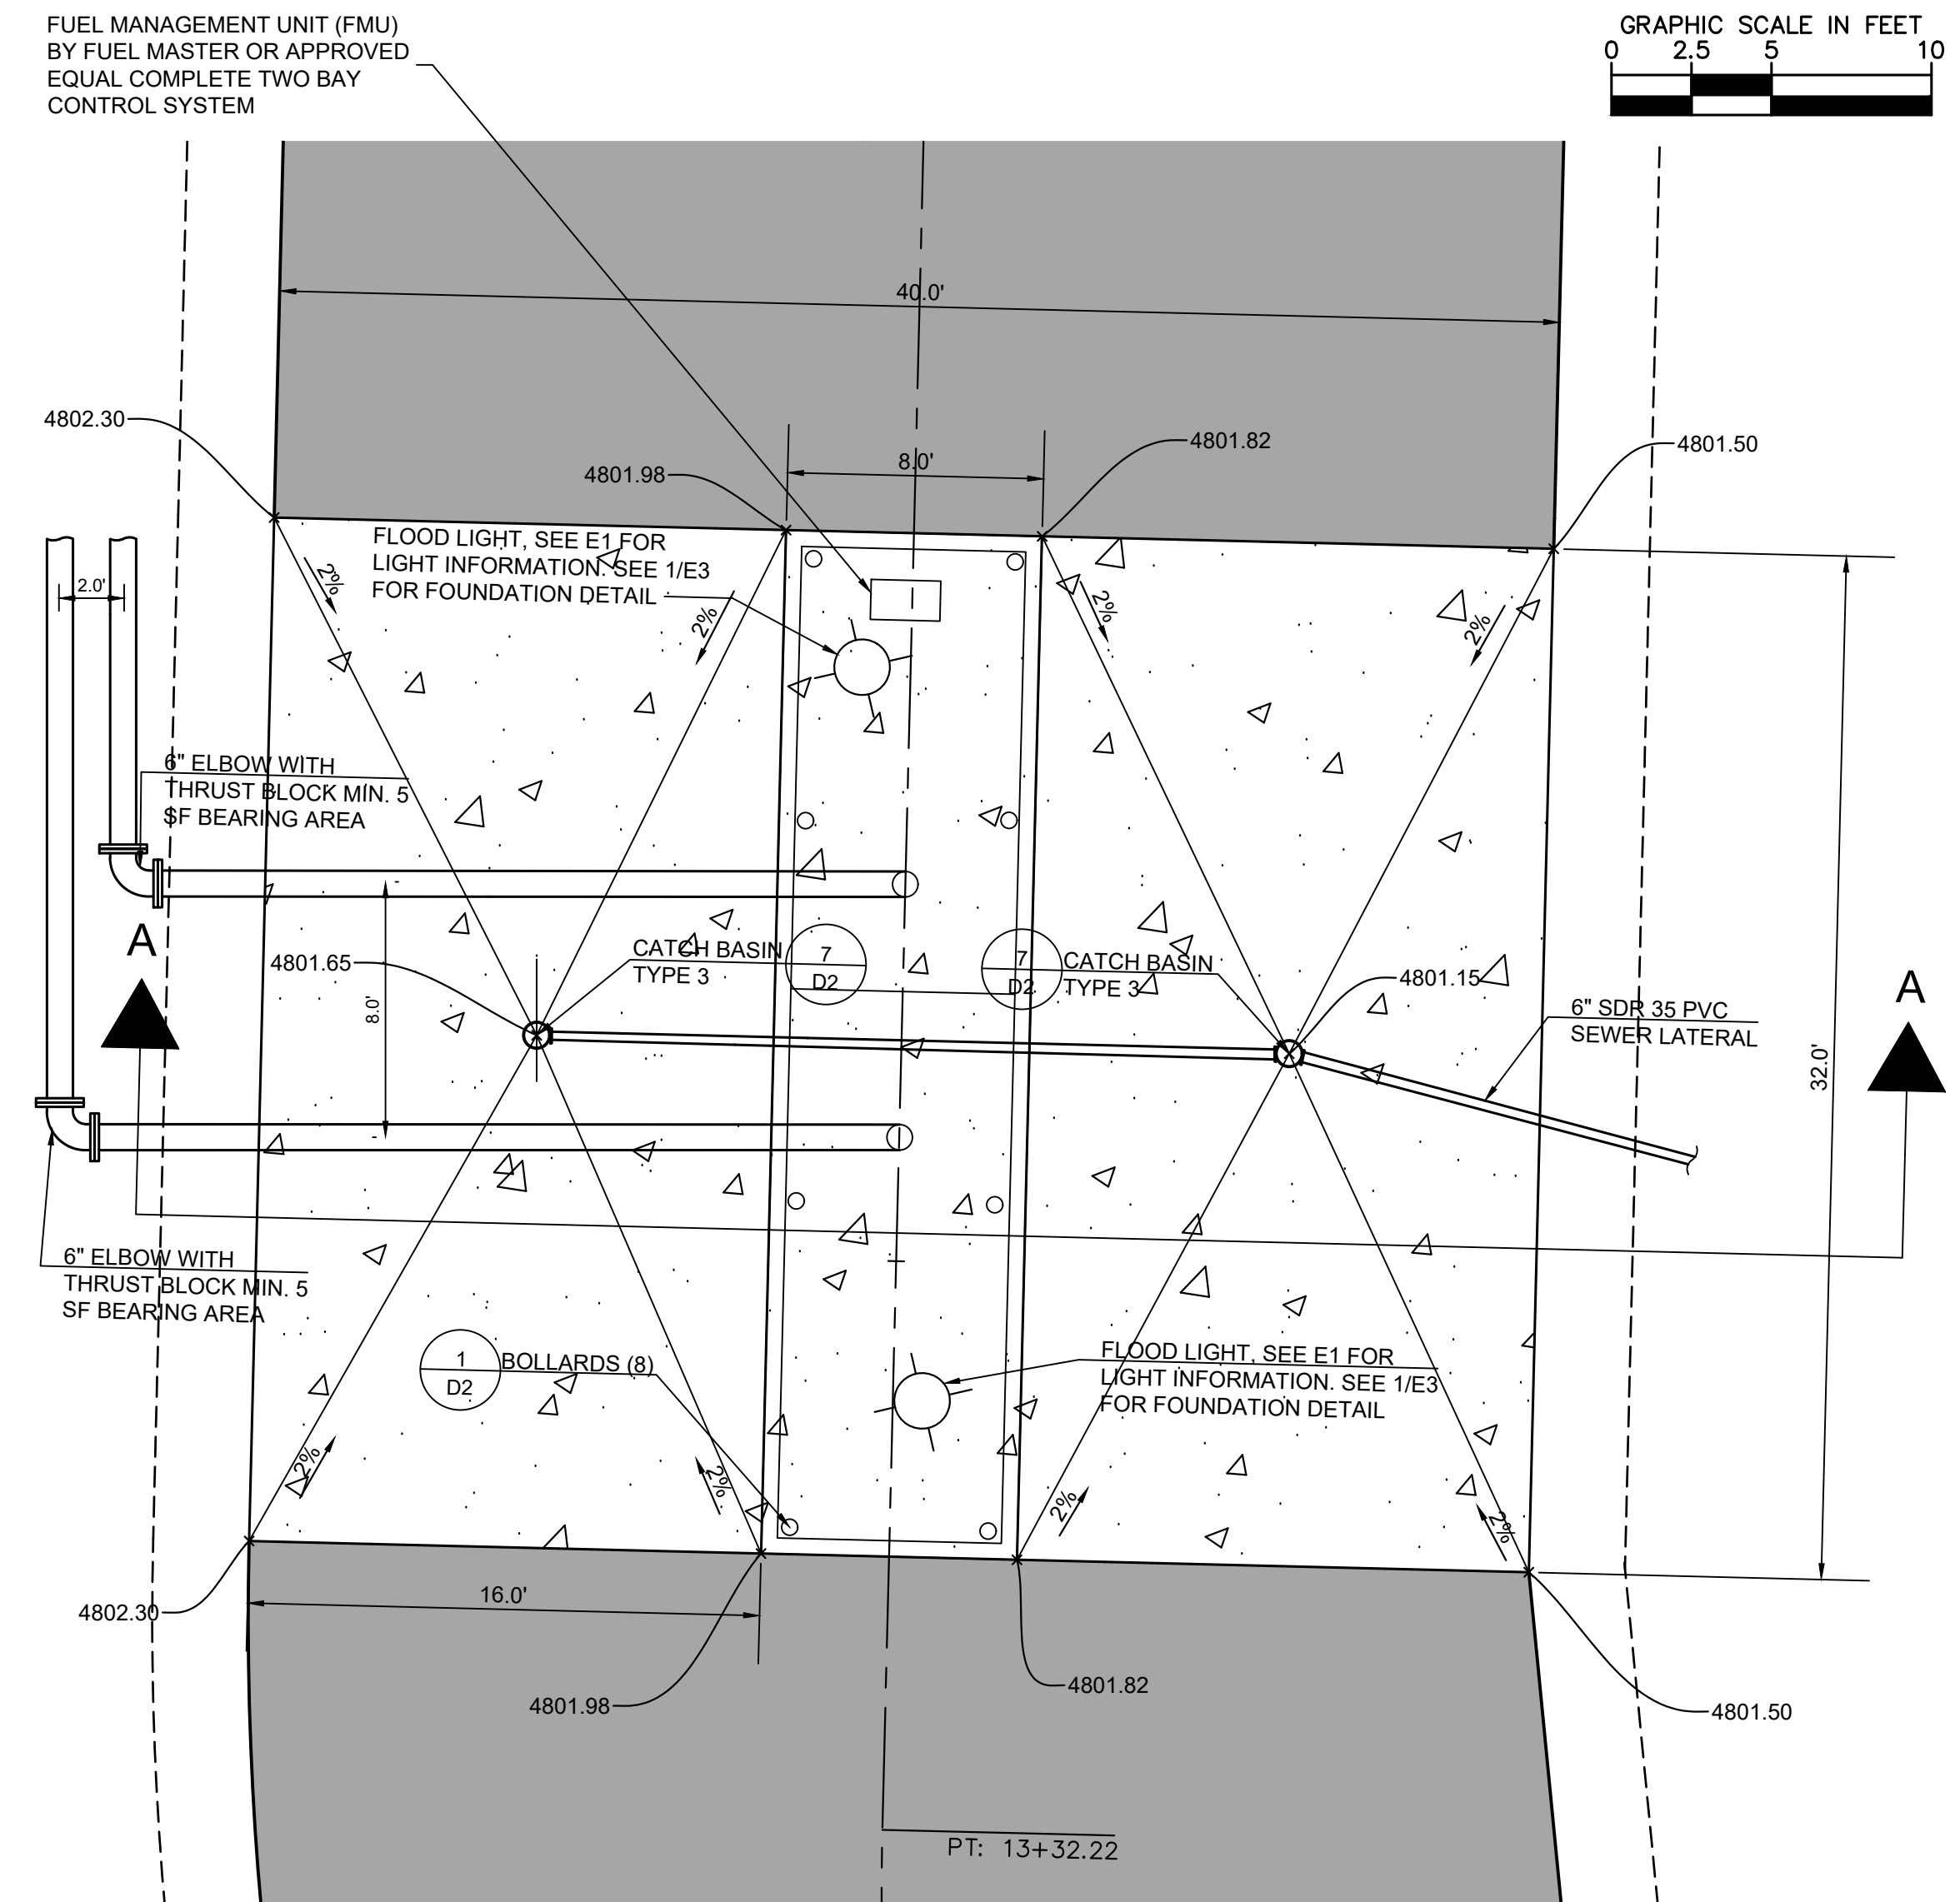 FUEL MANAGEMENT UNIT (FMU)
BY FUEL MASTER OR APPROVED
EQUAL COMPLETE TWO BAY
CONTROL SYSTEM
GRAPHIC SCALE IN FEET
0 2.5 5 10
40.0'
4802.30
4801.98
8.0'
4801.82
4801.50
FLOOD LIGHT, SEE E1 FOR
LIGHT INFORMATION. SEE 1/E3
FOR FOUNDATION DETAIL
2%
2%
2%
2%
2.0'
6" ELBOW WITH
THRUST BLOCK MIN. 5
SF BEARING AREA
A
4801.65
8.0'
CATCH BASIN
TYPE 3
7
D2
7
D2
CATCH BASIN
TYPE 3
4801.15
6" SDR 35 PVC
SEWER LATERAL
A
32.0'
6" ELBOW WITH
THRUST BLOCK MIN. 5
SF BEARING AREA
1
D2
BOLLARDS (8)
FLOOD LIGHT, SEE E1 FOR
LIGHT INFORMATION. SEE 1/E3
FOR FOUNDATION DETAIL
2%
2%
2%
2%
16.0'
4802.30
4801.98
4801.82
4801.50
PT: 13+32.22